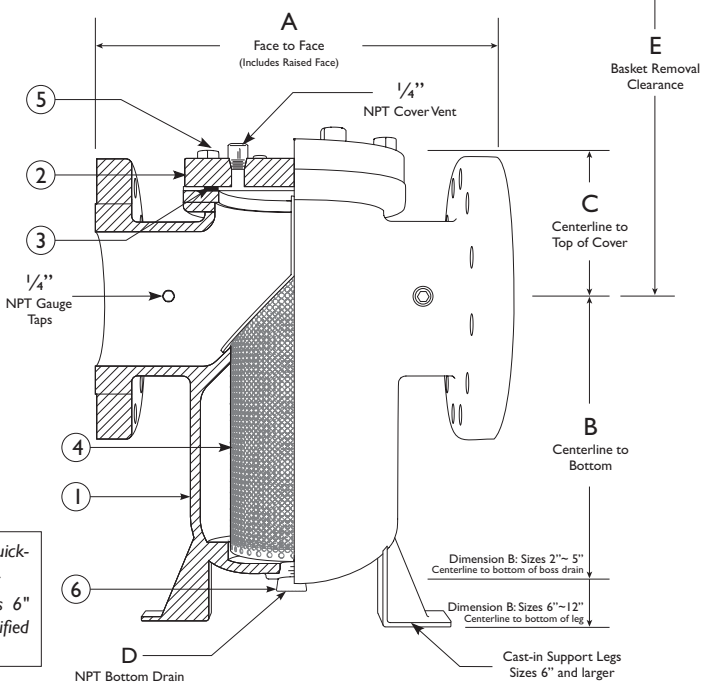 A
Face to Face
(Includes Raised Face)
E
Basket Removal
Clearance
5
1/4”
NPT Cover Vent
2
C
Centerline to
Top of Cover
3
1/4”
NPT Gauge
Taps
B
Centerline to
Bottom
4
1
uick-
s 6"
ified
6
Dimension B: Sizes 2”~ 5”
Centerline to bottom of boss drain
Dimension B: Sizes 6”~12”
Centerline to bottom of leg
D
NPT Bottom Drain
Cast-in Support Legs
Sizes 6” and larger